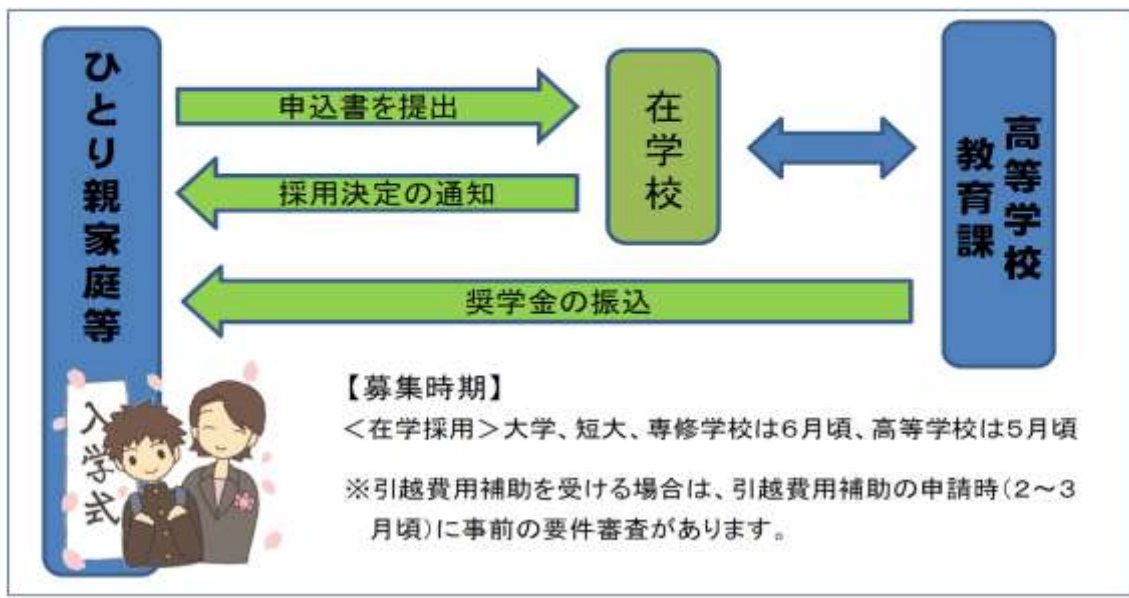 ひとり親家庭等
申込書を提出
在学校
高等学校
教育課
採用決定の通知
奨学金の振込
入学式
【募集時期】
＜在学採用＞大学、短大、専修学校は６月頃、高等学校は５月頃
※引越費用補助を受ける場合は、引越費用補助の申請時（２～３
月頃）に事前の要件審査があります。